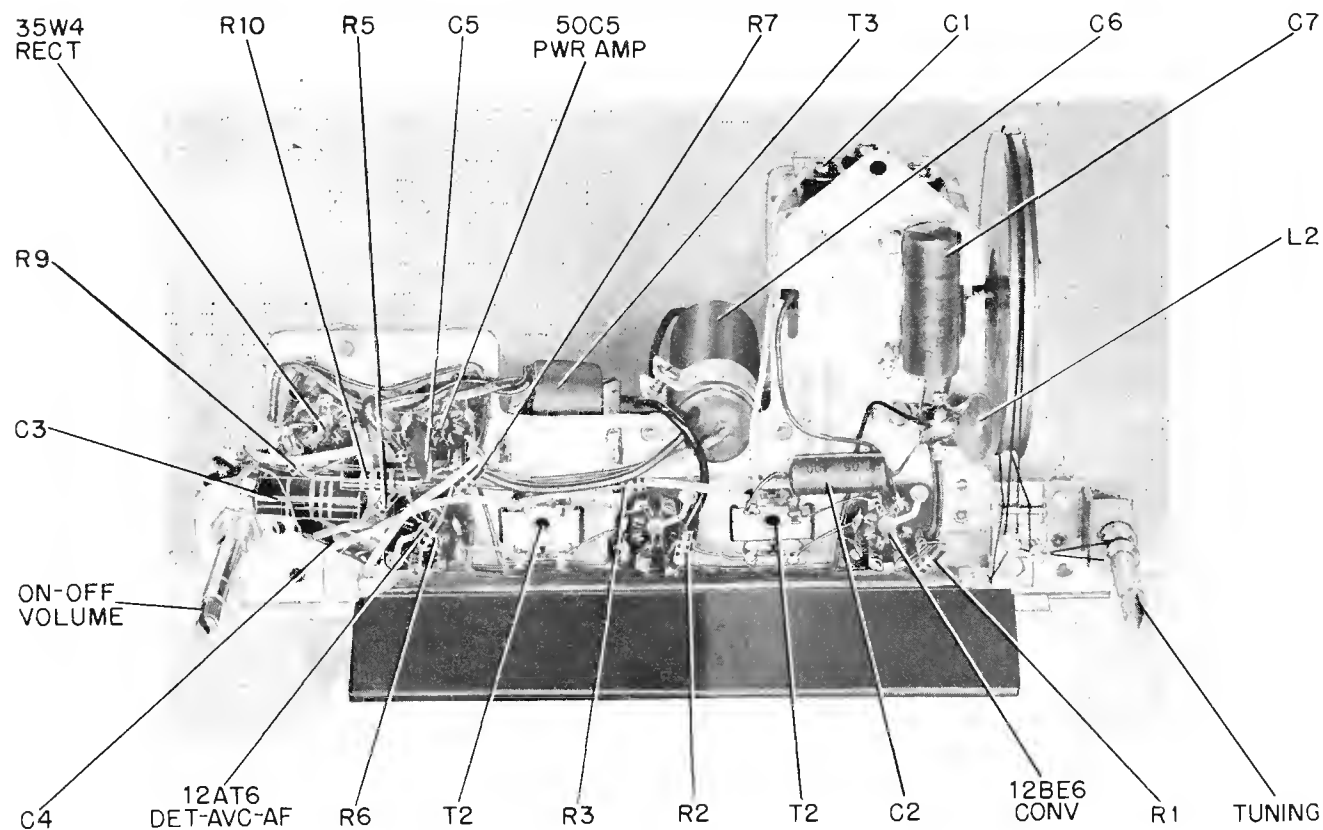 35W4
RECT
R10
R5
C5
50C5
PWR AMP
R7
T3
C1
C6
C7
R9
L2
C3
ON-OFF
VOLUME
C4
12AT6
DET-AVC-AF
R6
T2
R3
R2
T2
C2
12BE6
CONV
R1
TUNING